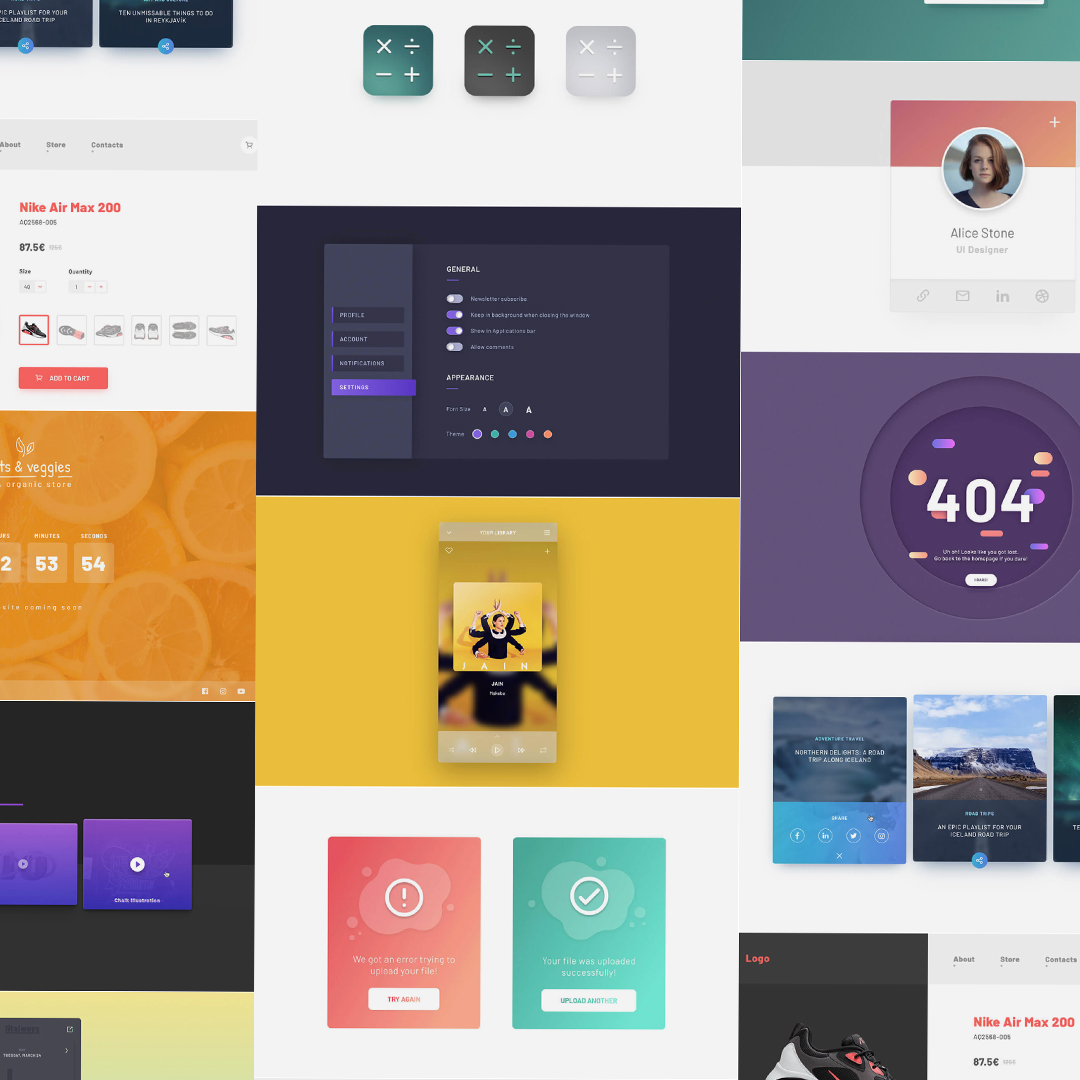 EPIC PLAYLIST FOR YOUR
ICELAND ROAD TRIP
TEN UNMISSABLE THINGS TO DO
IN REYKJAVÍK
About
Store
Contacts
Nike Air Max 200
AQ2568-005
87.5€ 125€
Size
Quantity
40
1
ADD TO CART
ts & veggies
organic store
MINUTES
SECONDS
2
53
54
site coming soon
Chalk Illustration
TUESDAY, MARCH 24
× ÷
− +
× ÷
− +
× ÷
− +
PROFILE
ACCOUNT
NOTIFICATIONS
SETTINGS
GENERAL
Newsletter subscribe
Keep in background when closing the window
Show in Applications bar
Allow comments
APPEARANCE
Font Size
A
A
A
Theme
YOUR LIBRARY
JAIN
JAIN
Makeba
We got an error trying to
upload your file!
TRY AGAIN
Your file was uploaded
successfully!
UPLOAD ANOTHER
Alice Stone
UI Designer
404
Uh oh! Looks like you got lost.
Go back to the homepage if you dare!
ADVENTURE TRAVEL
NORTHERN DELIGHTS: A ROAD
TRIP ALONG ICELAND
SHARE
ROAD TRIPS
AN EPIC PLAYLIST FOR YOUR
ICELAND ROAD TRIP
TE
Logo
About
Store
Contacts
Nike Air Max 200
AQ2568-005
87.5€ 125€